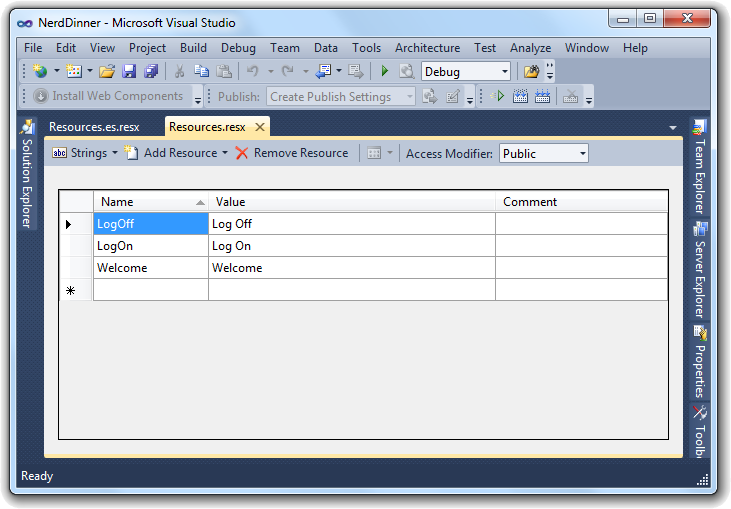 NerdDinner - Microsoft Visual Studio
File Edit View Project Build Debug Team Data Tools Architecture Test Analyze Window Help
Debug
Install Web Components Publish: Create Publish Settings
Resources.es.resx Resources.resx
abc Strings Add Resource Remove Resource Access Modifier: Public
Name Value Comment
LogOff Log Off
LogOn Log On
Welcome Welcome
Solution Explorer
Team Explorer
Server Explorer
Properties
Ready